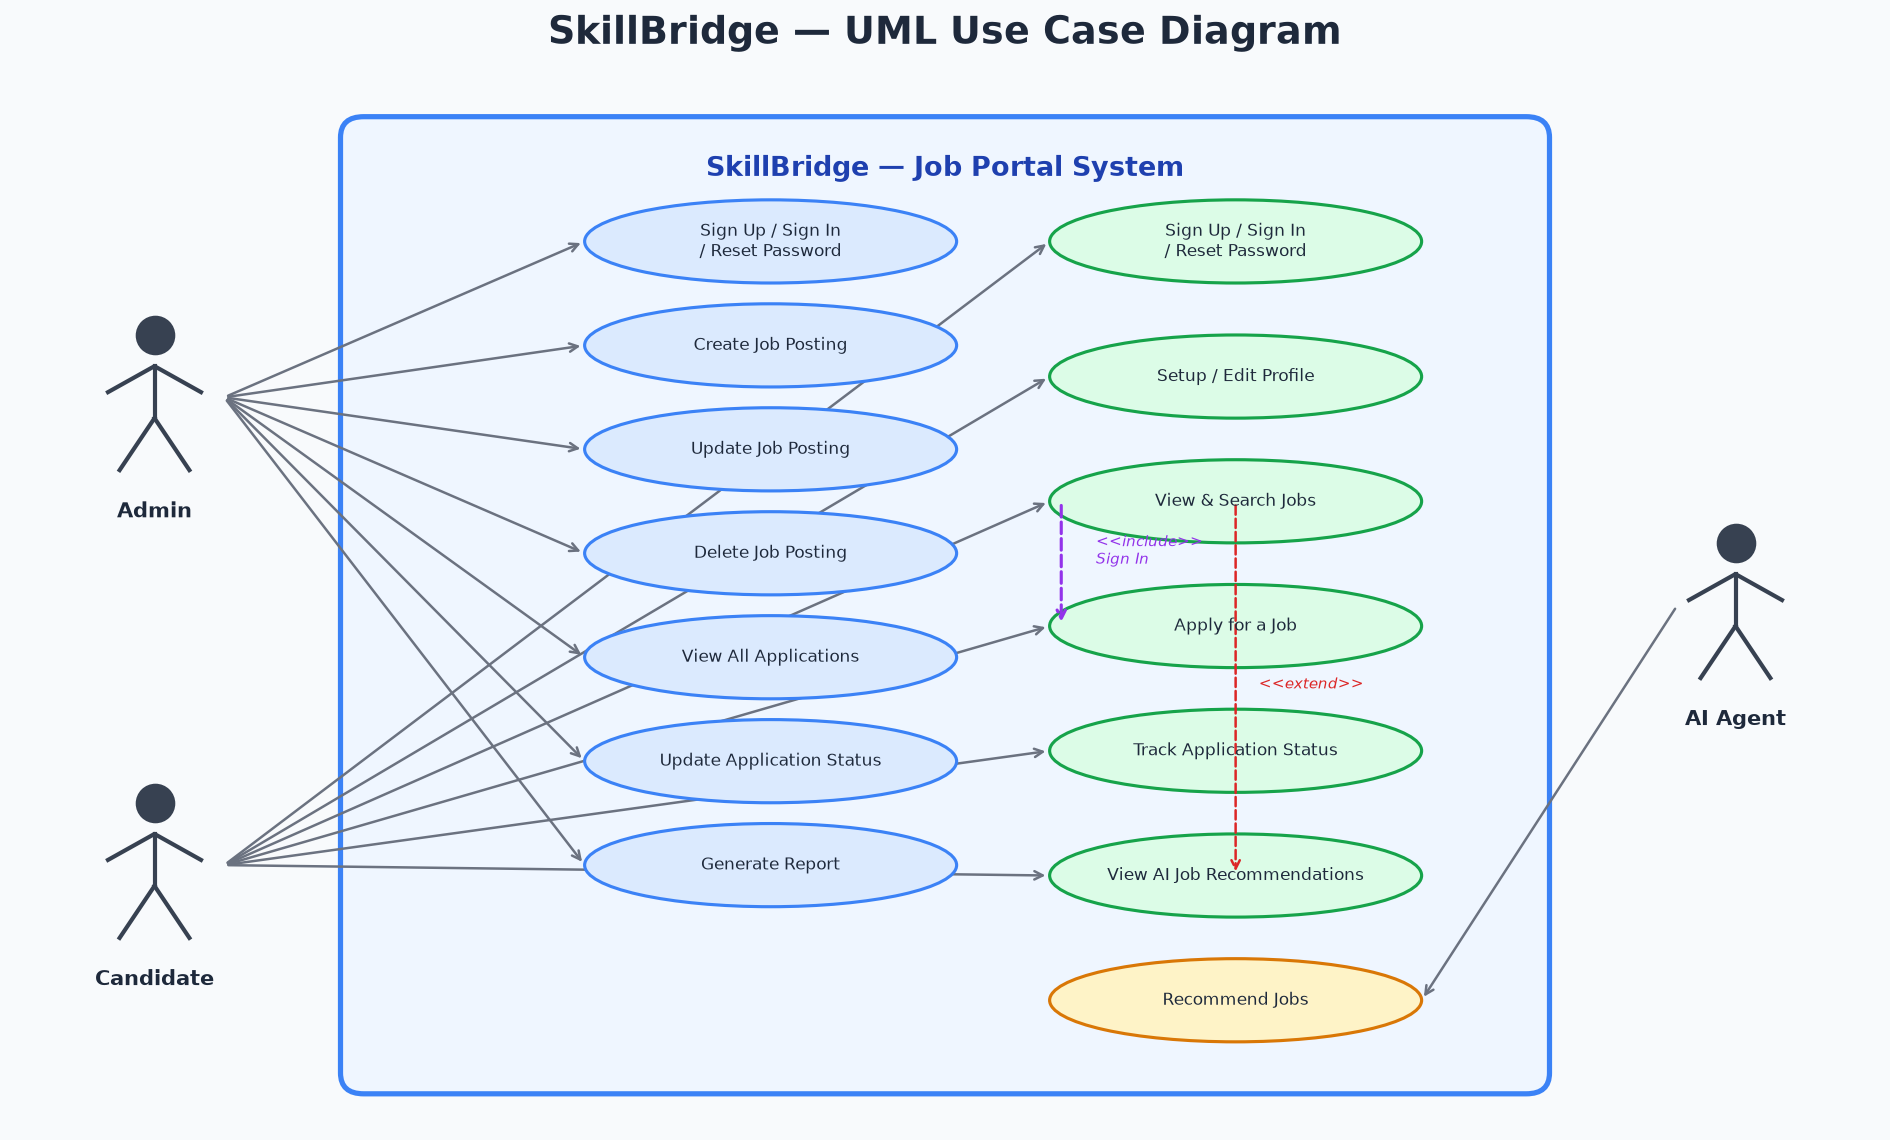 SkillBridge — UML Use Case Diagram
SkillBridge — Job Portal System
Sign Up / Sign In
/ Reset Password
Create Job Posting
Update Job Posting
Delete Job Posting
View All Applications
Update Application Status
Generate Report
Sign Up / Sign In
/ Reset Password
Setup / Edit Profile
View & Search Jobs
<<include>>
Sign In
Apply for a Job
<<extend>>
Track Application Status
View AI Job Recommendations
Recommend Jobs
Admin
Candidate
AI Agent